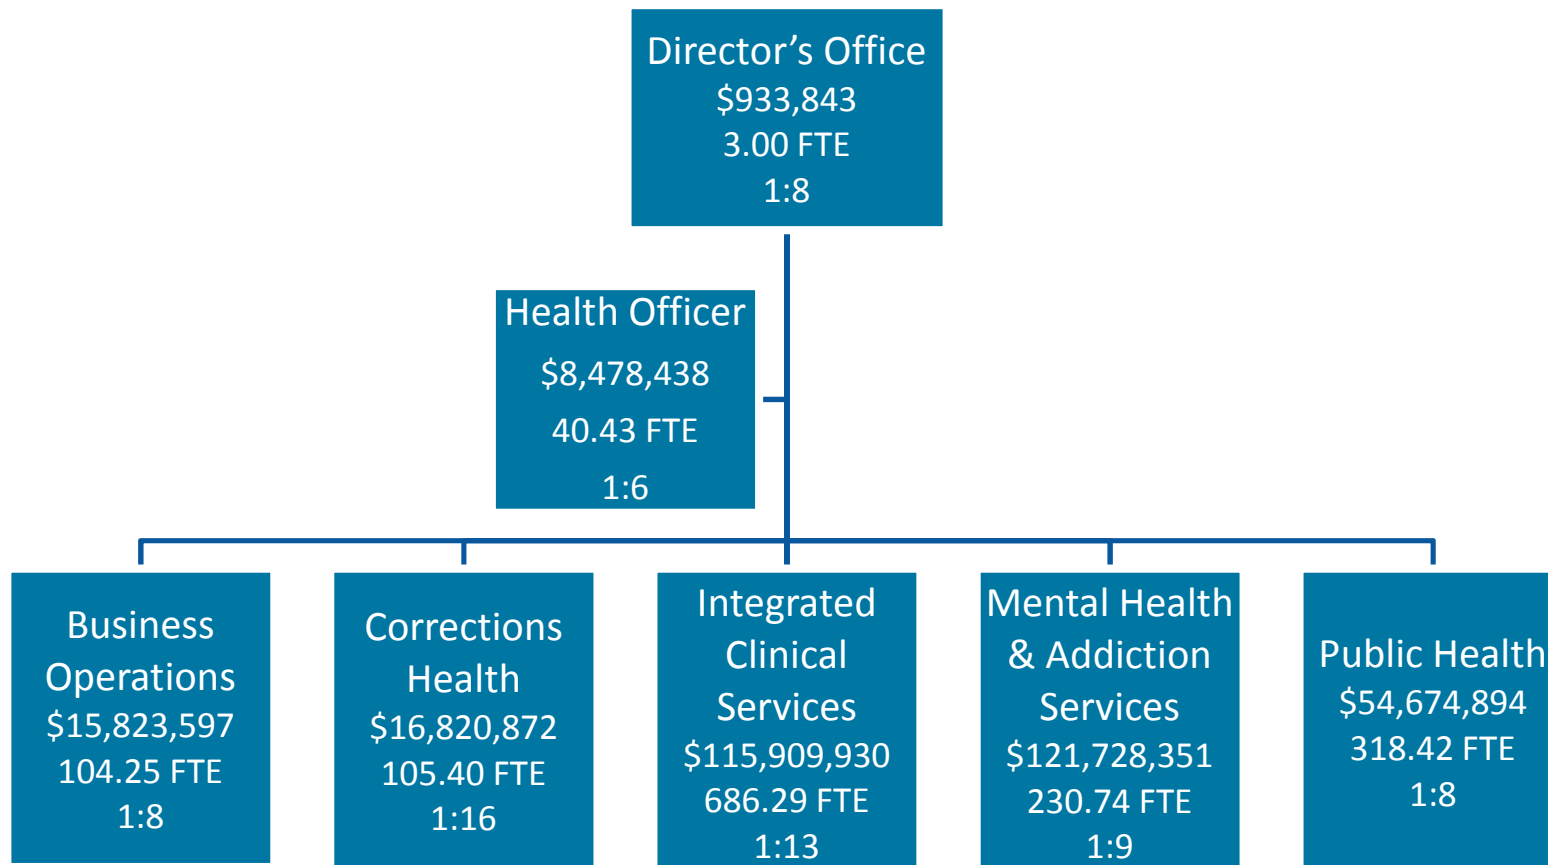 Director’s Office
$933,843
3.00 FTE
1:8
Health Officer
$8,478,438
40.43 FTE
1:6
Business
Operations
$15,823,597
104.25 FTE
1:8
Corrections
Health
$16,820,872
105.40 FTE
1:16
Integrated
Clinical
Services
$115,909,930
686.29 FTE
1:13
Mental Health
& Addiction
Services
$121,728,351
230.74 FTE
1:9
Public Health
$54,674,894
318.42 FTE
1:8